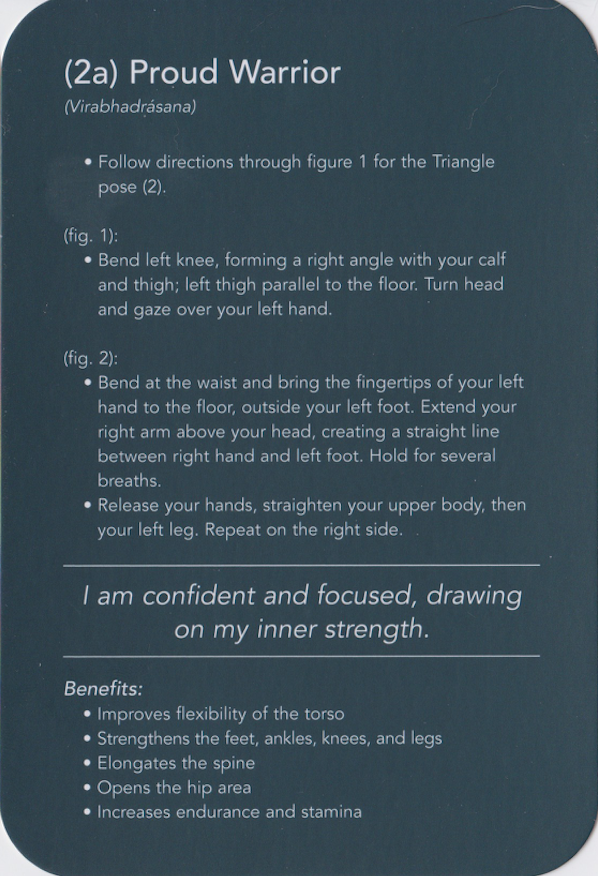 (2a) Proud Warrior
(Virabhadrásana)
• Follow directions through figure 1 for the Triangle
pose (2).
(fig. 1):
• Bend left knee, forming a right angle with your calf
and thigh; left thigh parallel to the floor. Turn head
and gaze over your left hand.
(fig. 2):
• Bend at the waist and bring the fingertips of your left
hand to the floor, outside your left foot. Extend your
right arm above your head, creating a straight line
between right hand and left foot. Hold for several
breaths.
• Release your hands, straighten your upper body, then
your left leg. Repeat on the right side.
I am confident and focused, drawing
on my inner strength.
Benefits:
• Improves flexibility of the torso
• Strengthens the feet, ankles, knees, and legs
• Elongates the spine
• Opens the hip area
• Increases endurance and stamina